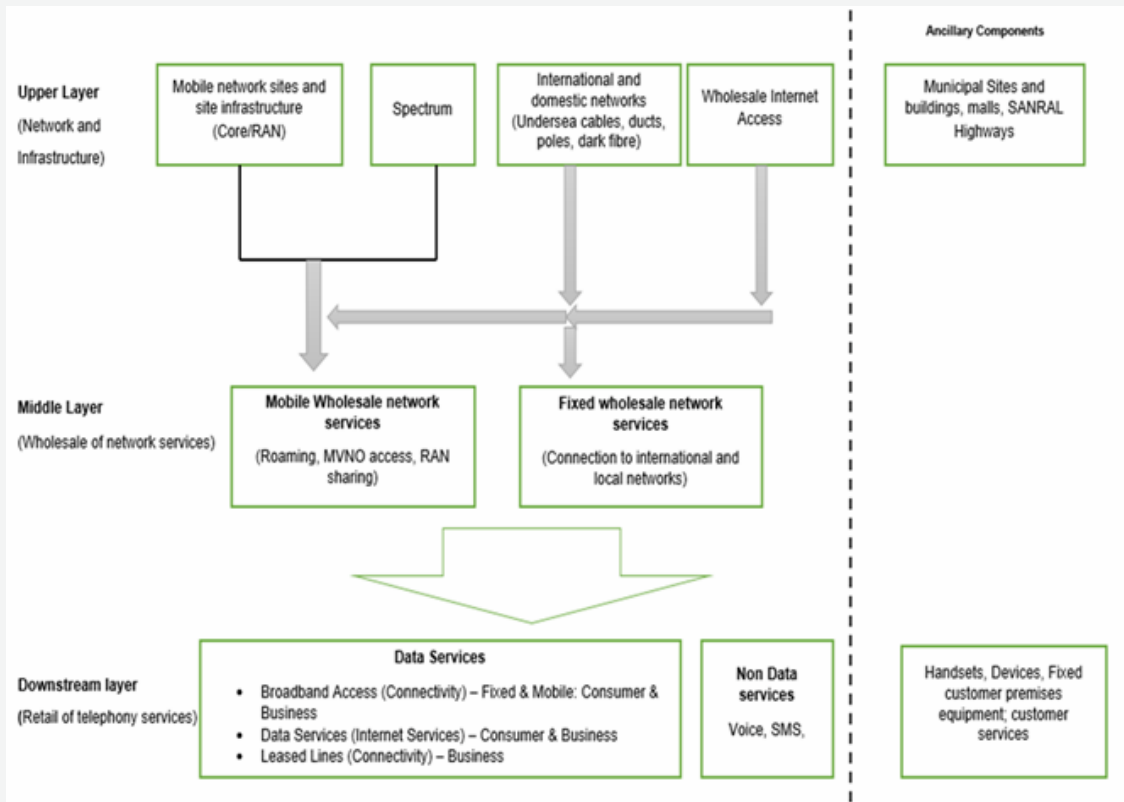 Ancillary Components
Upper Layer
(Network and
Infrastructure)
Mobile network sites and
site infrastructure
(Core/RAN)
Spectrum
International and
domestic networks
(Undersea cables, ducts,
poles, dark fibre)
Wholesale Internet
Access
Municipal Sites and
buildings, malls, SANRAL
Highways
Middle Layer
(Wholesale of network services)
Mobile Wholesale network
services
(Roaming, MVNO access, RAN
sharing)
Fixed wholesale network
services
(Connection to international and
local networks)
Downstream layer
(Retail of telephony services)
Data Services
• Broadband Access (Connectivity) – Fixed & Mobile: Consumer &
Business
• Data Services (Internet Services) – Consumer & Business
• Leased Lines (Connectivity) – Business
Non Data
services
Voice, SMS,
Handsets, Devices, Fixed
customer premises
equipment; customer
services